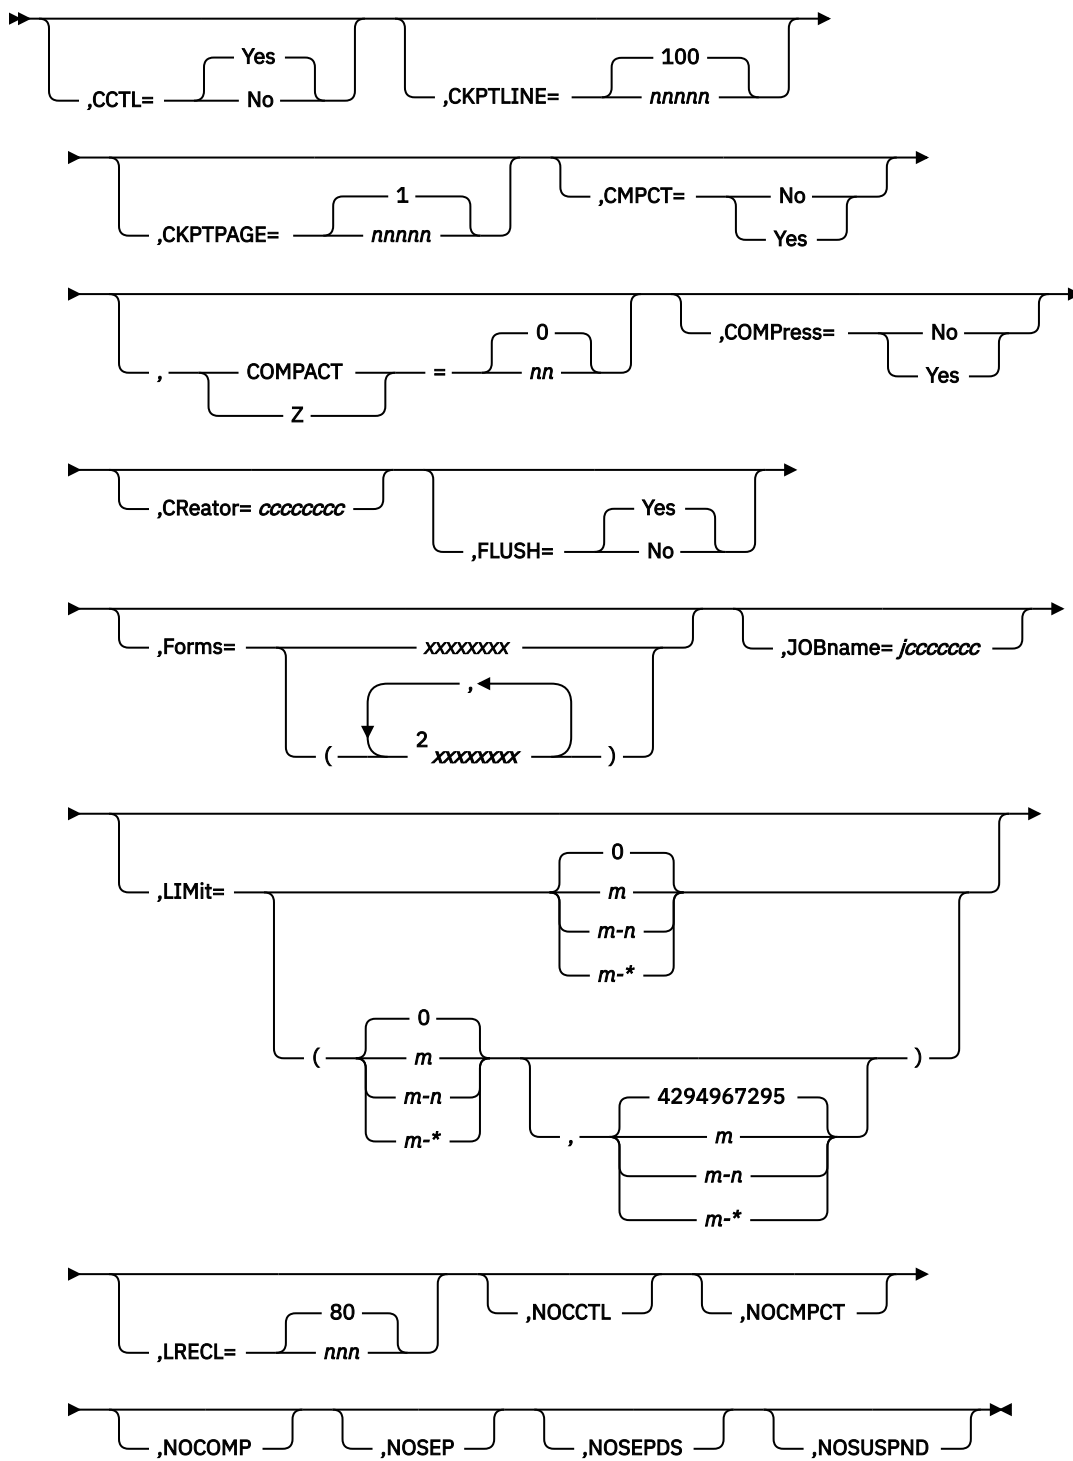 Yes 100
,CCTL= No ,CKPTLINE= nnnnn
1 ,CMPCT= No
,CKPTPAGE= nnnnn Yes
0 ,COMPress= No
, COMPACT = nn Yes
Z
,CReator= cccccccc Yes
,FLUSH= No
,Forms= xxxxxxxx ,JOBname= jccccccc
,
( 2 xxxxxxxx )
0
,LIMit= m
m-n
m-*
0
( m )
m-n 4294967295
m-* , m
m-n
m-*
80 ,NOCCTL ,NOCMPCT
,LRECL= nnn
,NOCOMP ,NOSEP ,NOSEPDS ,NOSUSPND